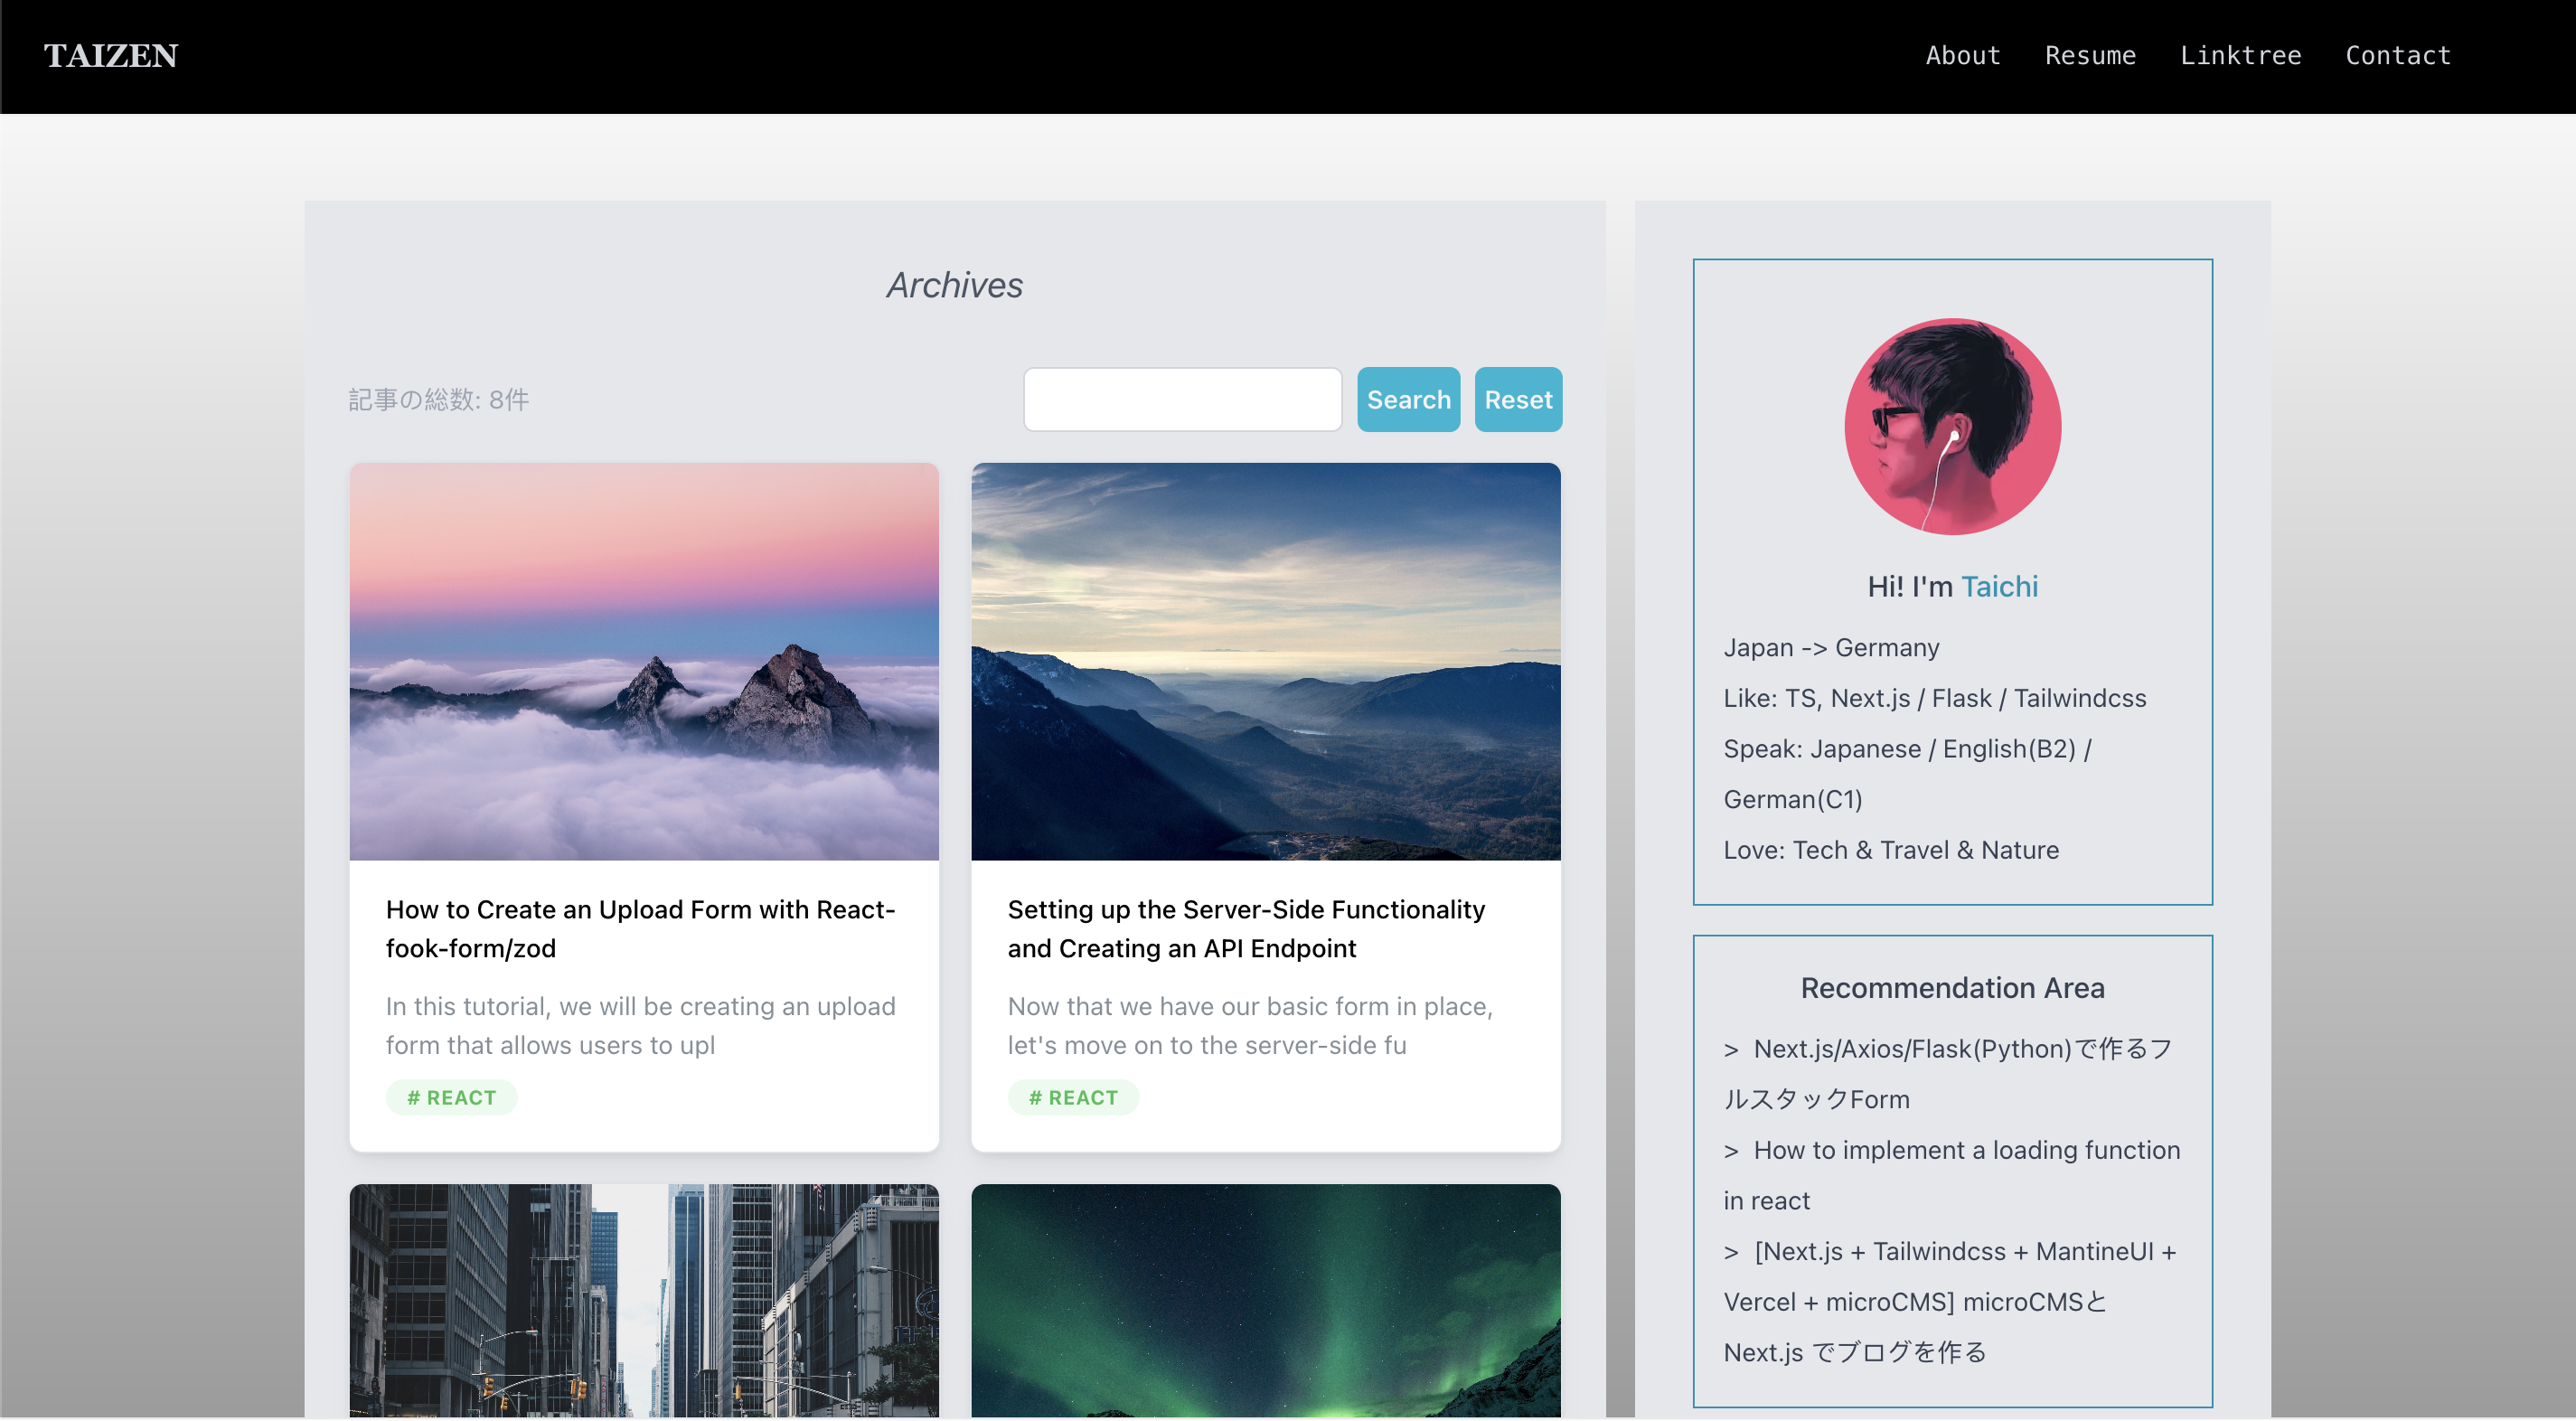 TAIZEN
About Resume Linktree Contact
Archives
記事の総数: 8件
Search Reset
How to Create an Upload Form with React-
fook-form/zod
In this tutorial, we will be creating an upload
form that allows users to upl
# REACT
Setting up the Server-Side Functionality
and Creating an API Endpoint
Now that we have our basic form in place,
let's move on to the server-side fu
# REACT
Hi! I'm Taichi
Japan -> Germany
Like: TS, Next.js / Flask / Tailwindcss
Speak: Japanese / English(B2) /
German(C1)
Love: Tech & Travel & Nature
Recommendation Area
> Next.js/Axios/Flask(Python)で作るフ
ルスタックForm
> How to implement a loading function
in react
> [Next.js + Tailwindcss + MantineUI +
Vercel + microCMS] microCMSと
Next.js でブログを作る